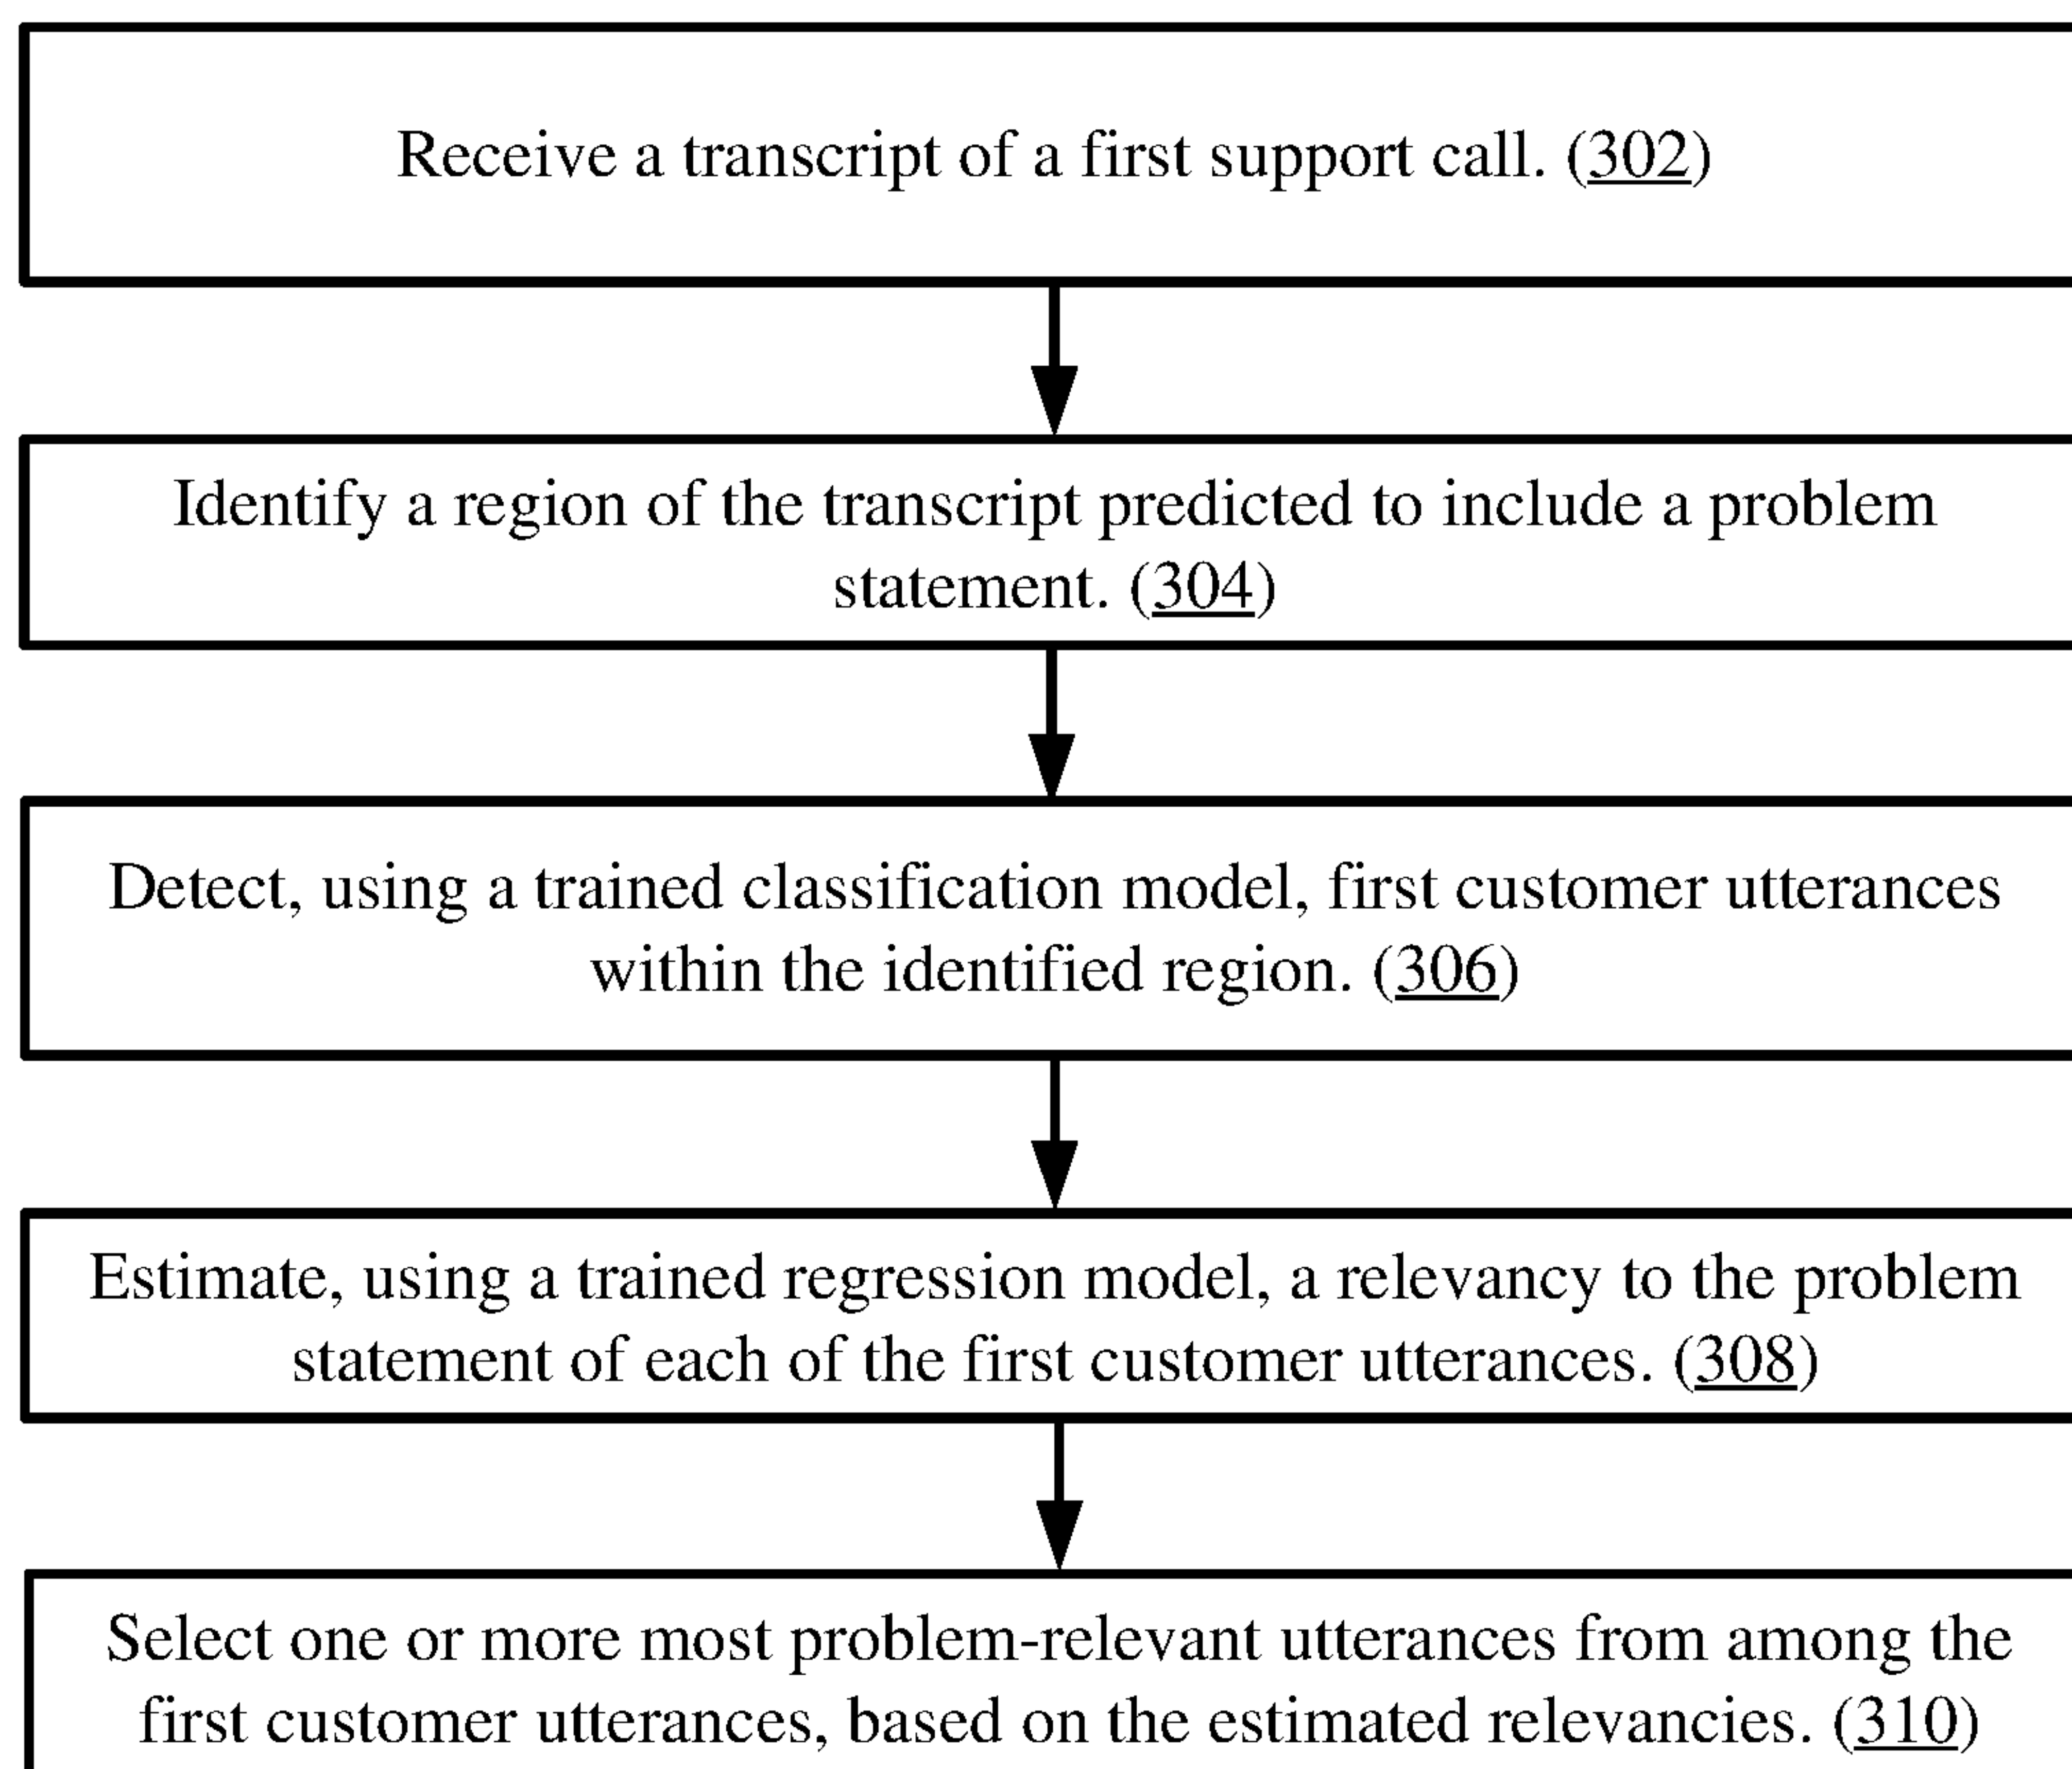 Receive a transcript of a first support call. (302)
Identify a region of the transcript predicted to include a problem
statement. (304)
Detect, using a trained classification model, first customer utterances
within the identified region. (306)
Estimate, using a trained regression model, a relevancy to the problem
statement of each of the first customer utterances. (308)
Select one or more most problem-relevant utterances from among the
first customer utterances, based on the estimated relevancies. (310)